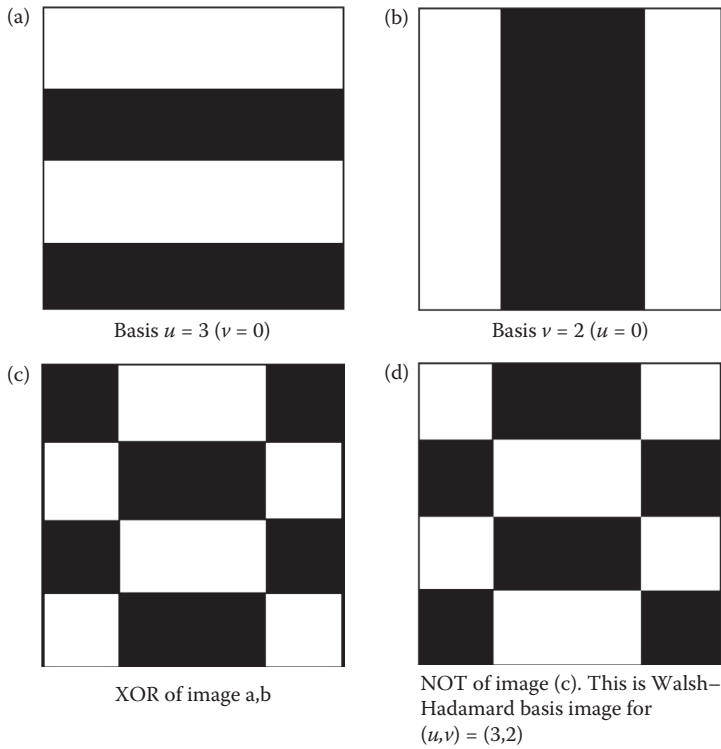 (a)
(b)
Basis u = 3 (v = 0)
Basis v = 2 (u = 0)
(c)
(d)
XOR of image a,b
NOT of image (c). This is Walsh–
Hadamard basis image for
(u,v) = (3,2)